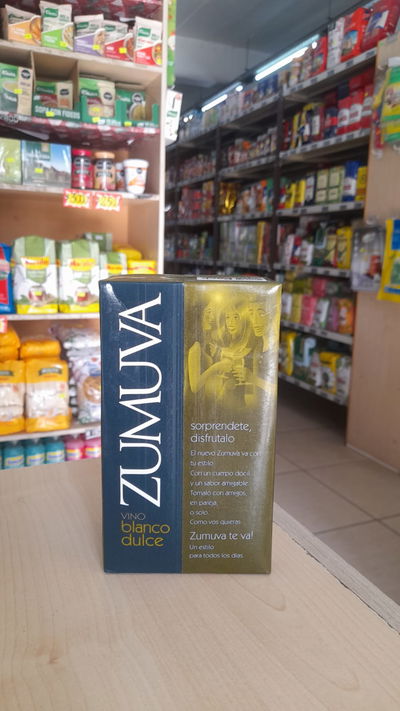 Knorr
ZUMUVA
VINO
blanco
dulce
sorprendete,
disfrutalo
El nuevo Zumuva va con
tu estilo.
Con un cuerpo dócil
y un sabor amigable.
Tomalo con amigos,
en pareja,
o solo.
Como vos quieras.
Zumuva te va!
Un estilo
para todos los días.